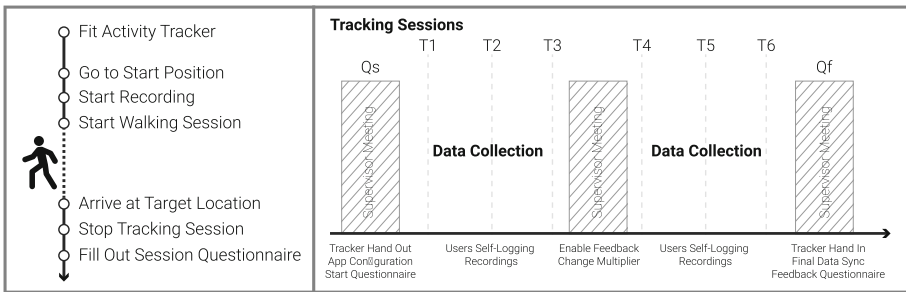 Fit Activity Tracker
Go to Start Position
Start Recording
Start Walking Session
Arrive at Target Location
Stop Tracking Session
Fill Out Session Questionnaire
Tracking Sessions
T1 T2 T3 T4 T5 T6
Qs Qf
Supervisor Meeting
Data Collection
Supervisor Meeting
Data Collection
Supervisor Meeting
Tracker Hand Out
App Con▯guration
Start Questionnaire
Users Self-Logging
Recordings
Enable Feedback
Change Multiplier
Users Self-Logging
Recordings
Tracker Hand In
Final Data Sync
Feedback Questionnaire